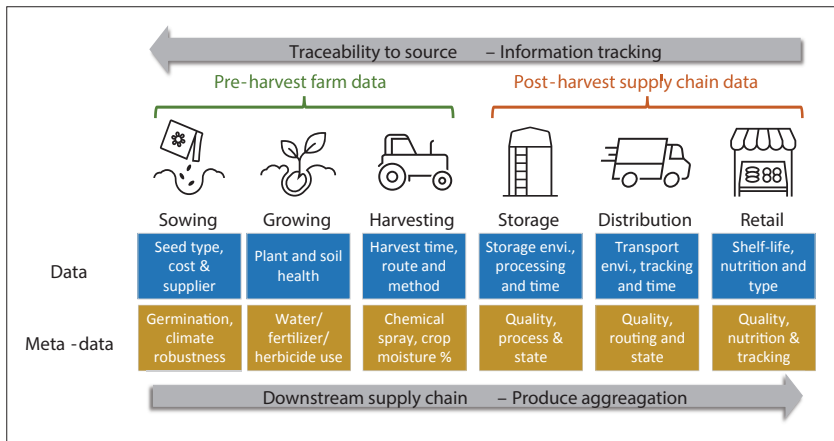 Traceability to source – Information tracking
Pre-harvest farm data
Post-harvest supply chain data
Sowing
Growing
Harvesting
Storage
Distribution
Retail
Data
Seed type,
cost &
supplier
Plant and soil
health
Harvest time,
route and
method
Storage envi.,
processing
and time
Transport
envi., tracking
and time
Shelf-life,
nutrition and
type
Meta -data
Germination,
climate
robustness
Water/
fertilizer/
herbicide use
Chemical
spray, crop
moisture %
Quality,
process &
state
Quality,
routing and
state
Quality,
nutrition &
tracking
Downstream supply chain – Produce aggreagation